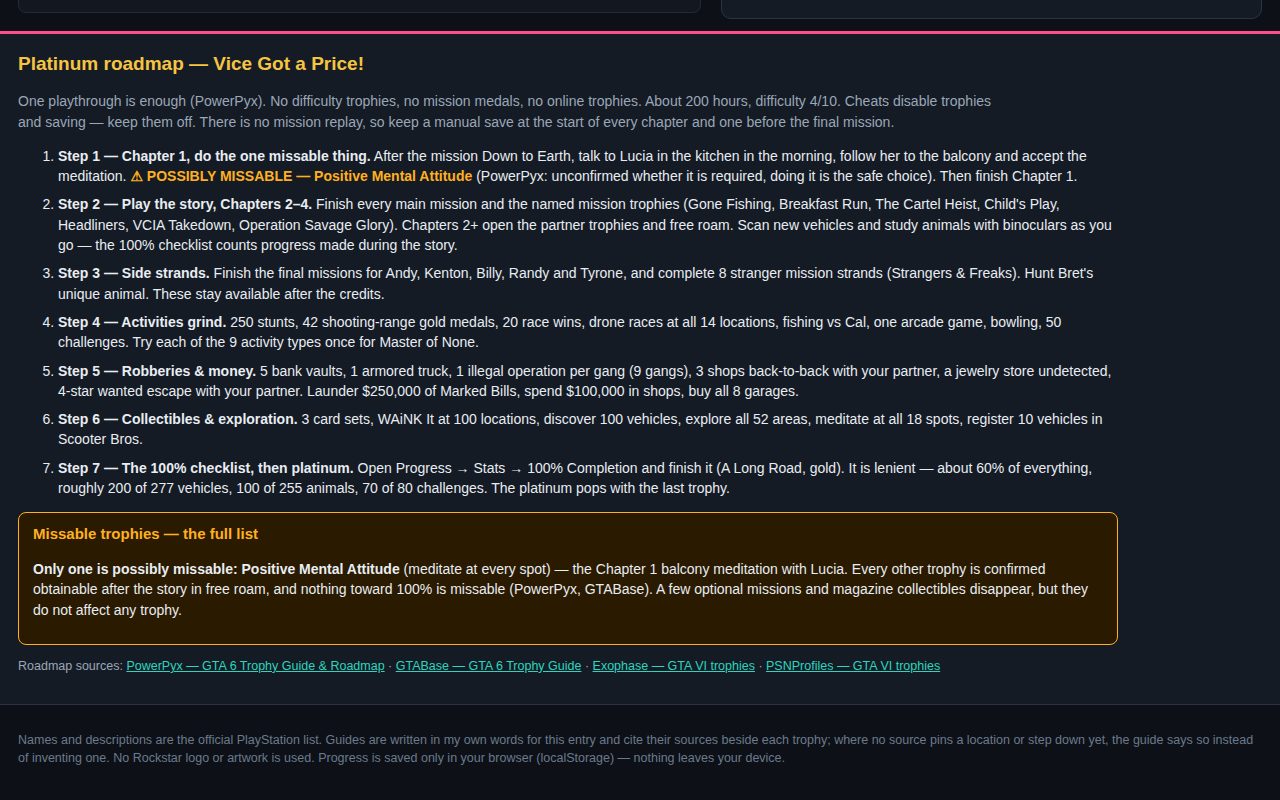 Platinum roadmap — Vice Got a Price!
One playthrough is enough (PowerPyx). No difficulty trophies, no mission medals, no online trophies. About 200 hours, difficulty 4/10. Cheats disable trophies
and saving — keep them off. There is no mission replay, so keep a manual save at the start of every chapter and one before the final mission.
1. Step 1 — Chapter 1, do the one missable thing. After the mission Down to Earth, talk to Lucia in the kitchen in the morning, follow her to the balcony and accept the
meditation. ⚠ POSSIBLY MISSABLE — Positive Mental Attitude (PowerPyx: unconfirmed whether it is required, doing it is the safe choice). Then finish Chapter 1.
2. Step 2 — Play the story, Chapters 2–4. Finish every main mission and the named mission trophies (Gone Fishing, Breakfast Run, The Cartel Heist, Child's Play,
Headliners, VCIA Takedown, Operation Savage Glory). Chapters 2+ open the partner trophies and free roam. Scan new vehicles and study animals with binoculars as you
go — the 100% checklist counts progress made during the story.
3. Step 3 — Side strands. Finish the final missions for Andy, Kenton, Billy, Randy and Tyrone, and complete 8 stranger mission strands (Strangers & Freaks). Hunt Bret's
unique animal. These stay available after the credits.
4. Step 4 — Activities grind. 250 stunts, 42 shooting-range gold medals, 20 race wins, drone races at all 14 locations, fishing vs Cal, one arcade game, bowling, 50
challenges. Try each of the 9 activity types once for Master of None.
5. Step 5 — Robberies & money. 5 bank vaults, 1 armored truck, 1 illegal operation per gang (9 gangs), 3 shops back-to-back with your partner, a jewelry store undetected,
4-star wanted escape with your partner. Launder $250,000 of Marked Bills, spend $100,000 in shops, buy all 8 garages.
6. Step 6 — Collectibles & exploration. 3 card sets, WAiNK It at 100 locations, discover 100 vehicles, explore all 52 areas, meditate at all 18 spots, register 10 vehicles in
Scooter Bros.
7. Step 7 — The 100% checklist, then platinum. Open Progress → Stats → 100% Completion and finish it (A Long Road, gold). It is lenient — about 60% of everything,
roughly 200 of 277 vehicles, 100 of 255 animals, 70 of 80 challenges. The platinum pops with the last trophy.
Missable trophies — the full list
Only one is possibly missable: Positive Mental Attitude (meditate at every spot) — the Chapter 1 balcony meditation with Lucia. Every other trophy is confirmed
obtainable after the story in free roam, and nothing toward 100% is missable (PowerPyx, GTABase). A few optional missions and magazine collectibles disappear, but they
do not affect any trophy.
Roadmap sources: PowerPyx — GTA 6 Trophy Guide & Roadmap · GTABase — GTA 6 Trophy Guide · Exophase — GTA VI trophies · PSNProfiles — GTA VI trophies
Names and descriptions are the official PlayStation list. Guides are written in my own words for this entry and cite their sources beside each trophy; where no source pins a location or step down yet, the guide says so instead
of inventing one. No Rockstar logo or artwork is used. Progress is saved only in your browser (localStorage) — nothing leaves your device.